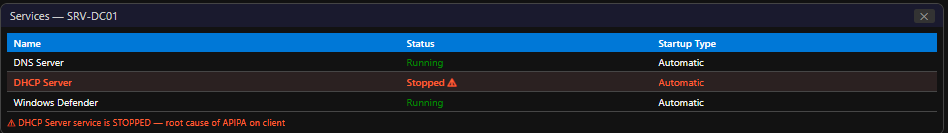 Services — SRV-DC01
Name Status Startup Type
DNS Server Running Automatic
DHCP Server Stopped ⚠ Automatic
Windows Defender Running Automatic
⚠ DHCP Server service is STOPPED — root cause of APIPA on client